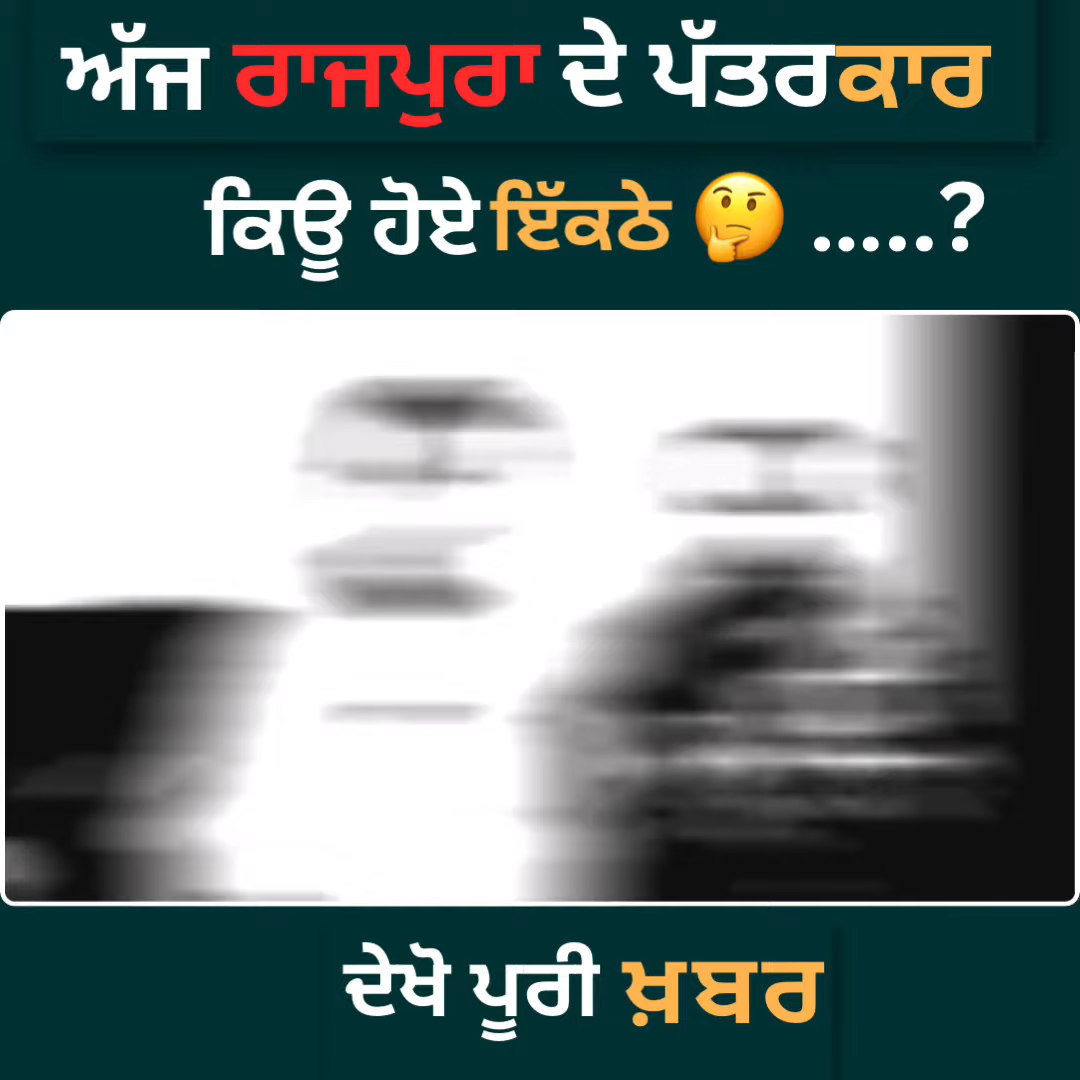 ਅੱਜ ਰਾਜਪੁਰਾ ਦੇ ਪੱਤਰਕਾਰ
ਕਿਊ ਹੋਏ ਇੱਕਠੇ 🤔 .....?
ਦੇਖੋ ਪੂਰੀ ਖ਼ਬਰ